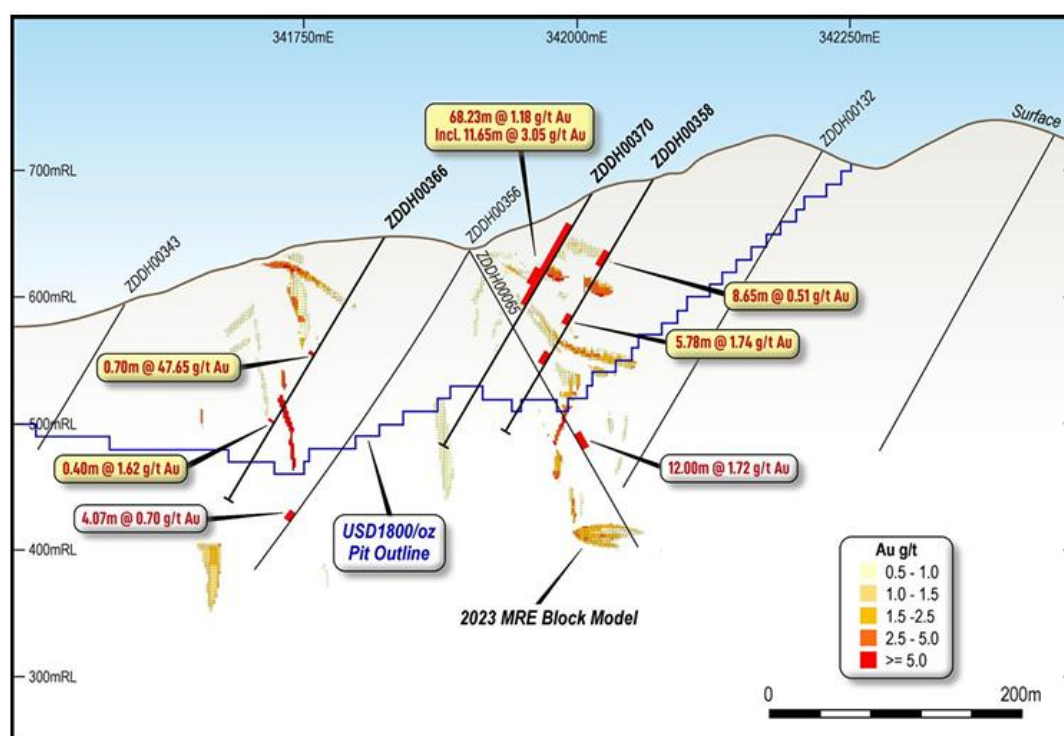 341750mE
342000mE
342250mE
68.23m @ 1.18 g/t Au
Incl. 11.65m @ 3.05 g/t Au
ZDDH00370
ZDDH00358
ZDDH00132
Surface
700mRL
ZDDH00366
ZDDH00356
ZDDH00343
ZDDH00065
600mRL
8.65m @ 0.51 g/t Au
5.78m @ 1.74 g/t Au
0.70m @ 47.65 g/t Au
500mRL
0.40m @ 1.62 g/t Au
12.00m @ 1.72 g/t Au
4.07m @ 0.70 g/t Au
USD1800/oz
Pit Outline
400mRL
2023 MRE Block Model
Au g/t
0.5 - 1.0
1.0 - 1.5
1.5 -2.5
2.5 - 5.0
>= 5.0
300mRL
0
200m